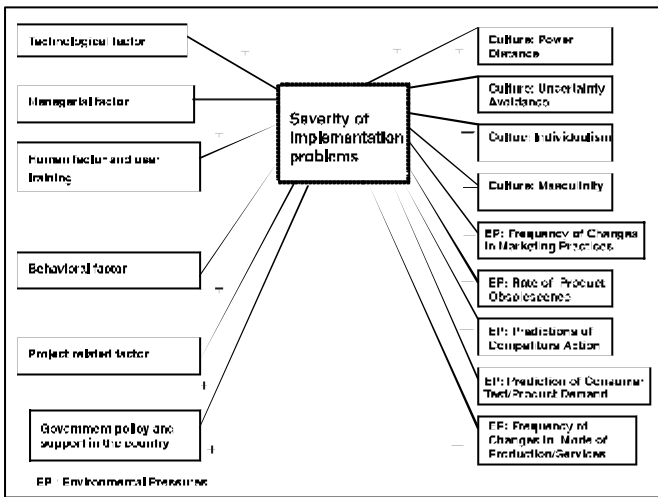 Technological factor
Managerial factor
Human factor and user
training
Behavioral factor
Project related factor
Government policy and
support in the country
EP : Environmental Pressures
Severity of
implementation
problems
Culture: Power
Distance
Culture: Uncertainty
Avoidance
Culture: Individualism
Culture: Masculinity
EP: Frequency of Changes
in Marketing Practices
EP: Rate of Product
Obsolescence
EP: Predictions of
Competitors Action
EP: Prediction of Consumer
Test/Product Demand
EP: Frequency of
Changes in Mode of
Production/Services